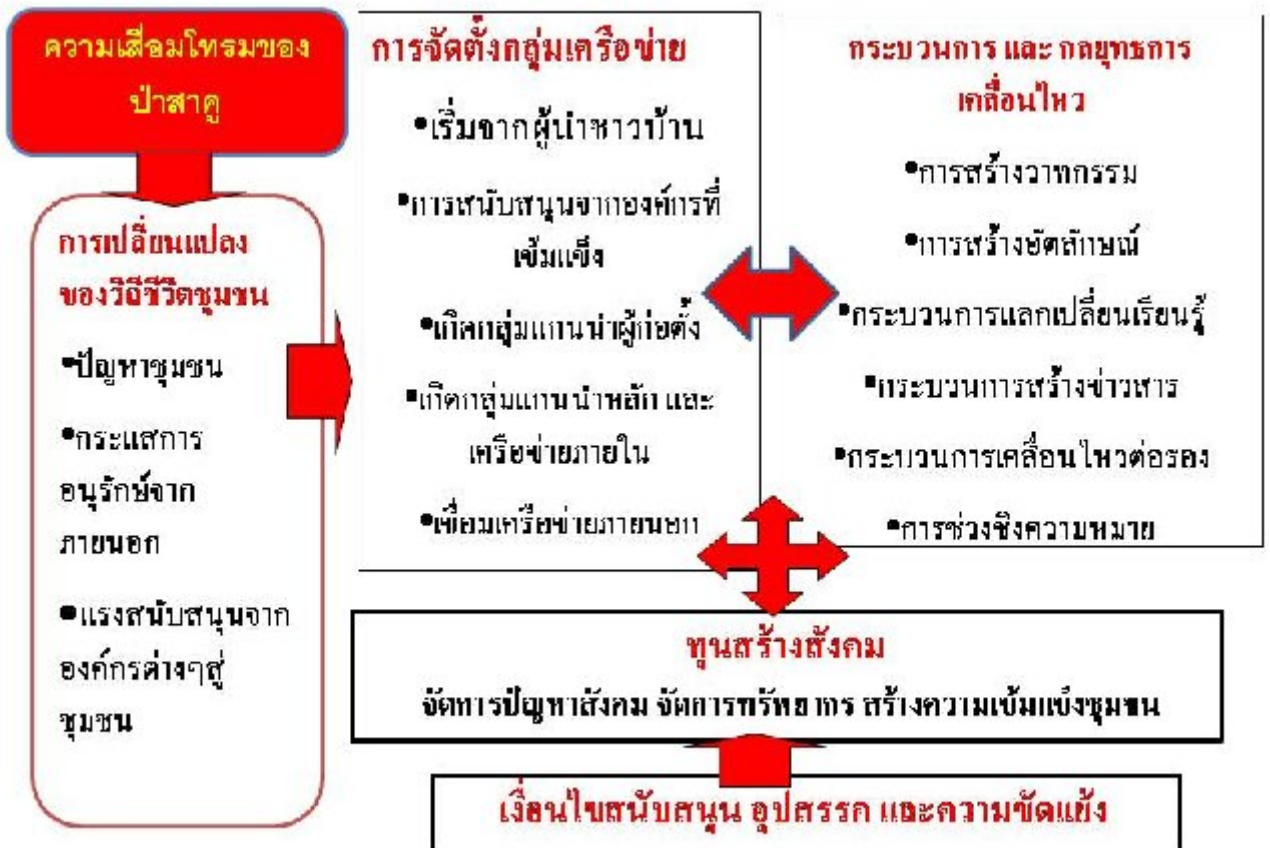 ความเสื่อมโทรมของ
ป่าสาคู
การเปลี่ยนแปลง
ของวิถีชีวิตชุมชน
•ปัญหาชุมชน
•กระแสการ
อนุรักษ์จาก
ภายนอก
•แรงสนับสนุนจาก
องค์กรต่างๆสู่
ชุมชน
การจัดตั้งกลุ่มเครือข่าย
•เริ่มจากผู้นำชาวบ้าน
•การสนับสนุนจากองค์กรที่
เข้มแข็ง
•เกิดกลุ่มแกนนำผู้ก่อตั้ง
•เกิดกลุ่มแกนนำหลัก และ
เครือข่ายภายใน
•เชื่อมเครือข่ายภายนอก
กระบวนการ และ กลยุทธการ
เคลื่อนไหว
•การสร้างวาทกรรม
•การสร้างอัตลักษณ์
•กระบวนการแลกเปลี่ยนเรียนรู้
•กระบวนการสร้างข่าวสาร
•กระบวนการเคลื่อนไหวต่อรอง
•การช่วงชิงความหมาย
ทุนสร้างสังคม
จัดการปัญหาสังคม จัดการทรัพยากร สร้างความเข้มแข็งชุมชน
เงื่อนไขสนับสนุน อุปสรรค และความขัดแย้ง